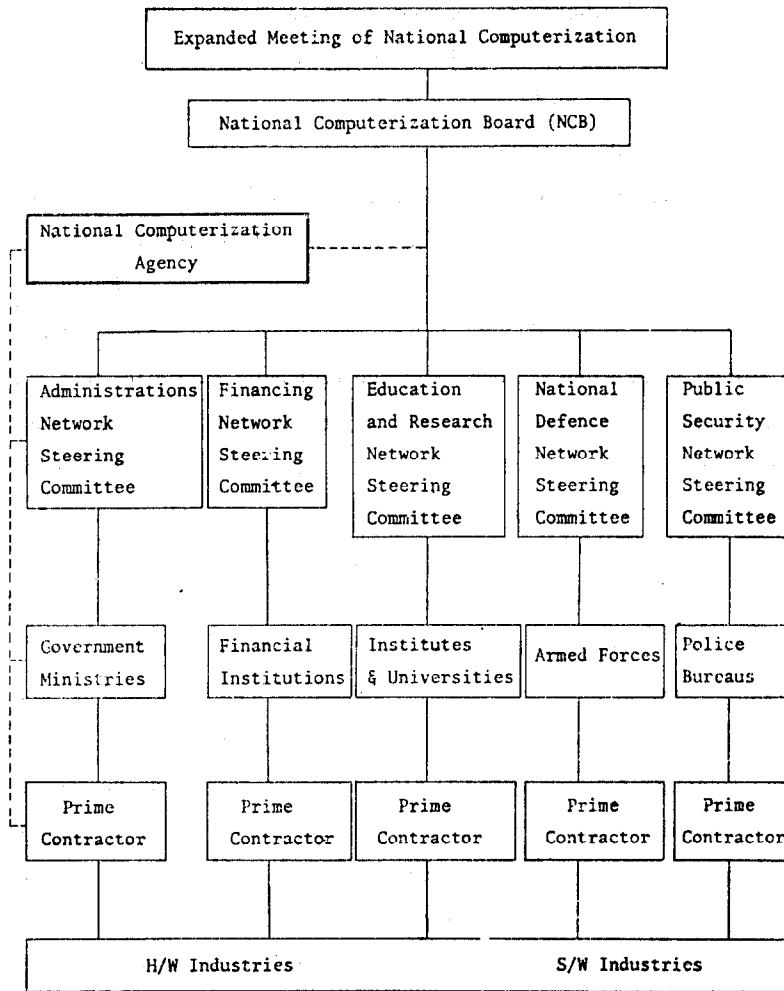 Expanded Meeting of National Computerization
National Computerization Board (NCB)
National Computerization
Agency
Administrations
Network
Steering
Committee
Financing
Network
Steering
Committee
Education
and Research
Network
Steering
Committee
National
Defence
Network
Steering
Committee
Public
Security
Network
Steering
Committee
Government
Ministries
Financial
Institutions
Institutes
& Universities
Armed Forces
Police
Bureaus
Prime
Contractor
Prime
Contractor
Prime
Contractor
Prime
Contractor
Prime
Contractor
H/W Industries
S/W Industries